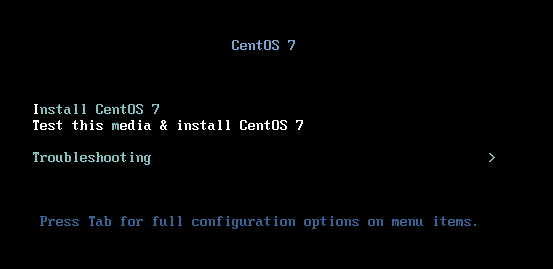 CentOS 7
Install CentOS 7
Test this media & install CentOS 7
Troubleshooting >
Press Tab for full configuration options on menu items.